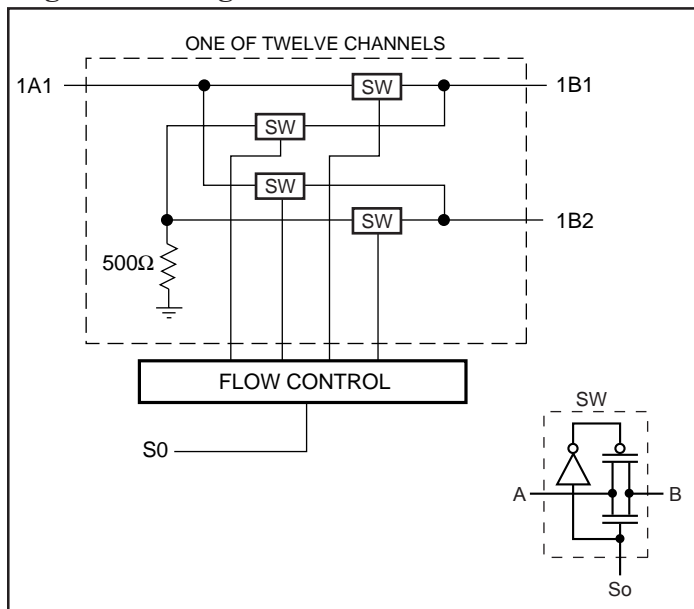 ONE OF TWELVE CHANNELS
1A1
SW
1B1
SW
SW
SW
1B2
500Ω
FLOW CONTROL
S0
SW
A
B
So